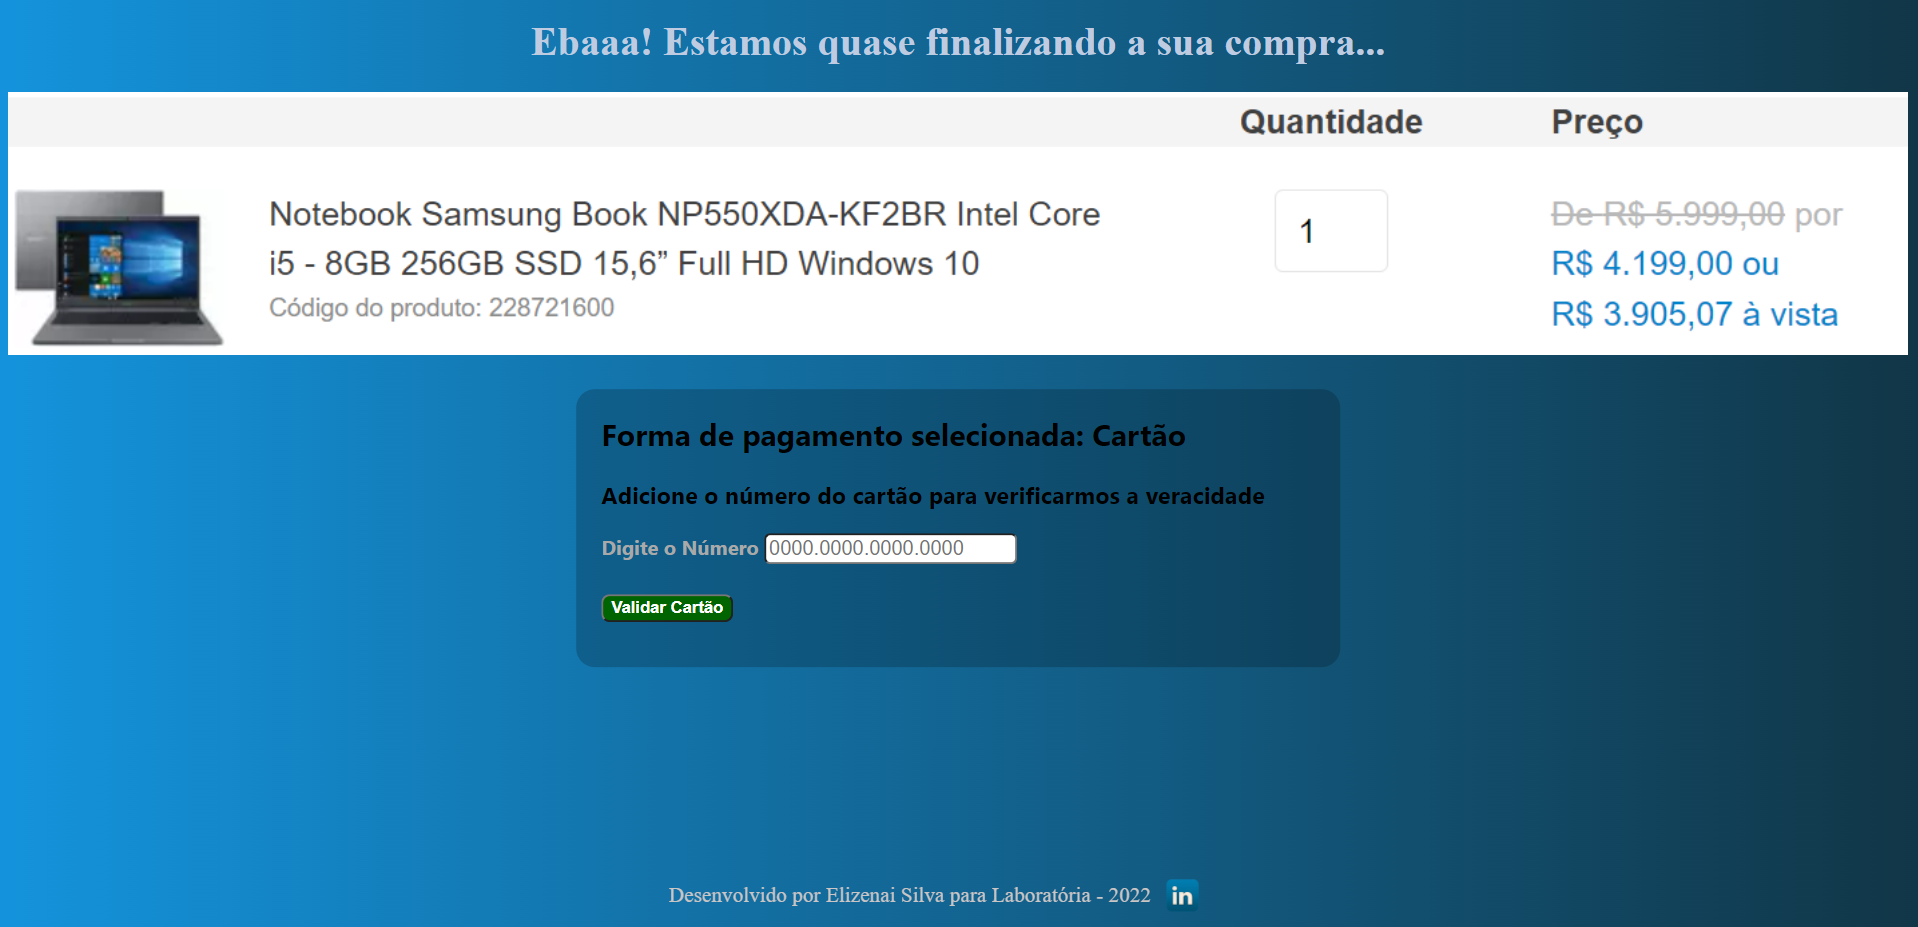 Ebaaa! Estamos quase finalizando a sua compra...
Quantidade Preço
Notebook Samsung Book NP550XDA-KF2BR Intel Core
i5 - 8GB 256GB SSD 15,6” Full HD Windows 10
Código do produto: 228721600
1
De R$ 5.999,00 por
R$ 4.199,00 ou
R$ 3.905,07 à vista
Forma de pagamento selecionada: Cartão
Adicione o número do cartão para verificarmos a veracidade
Digite o Número 0000.0000.0000.0000
Validar Cartão
Desenvolvido por Elizenai Silva para Laboratória - 2022 in